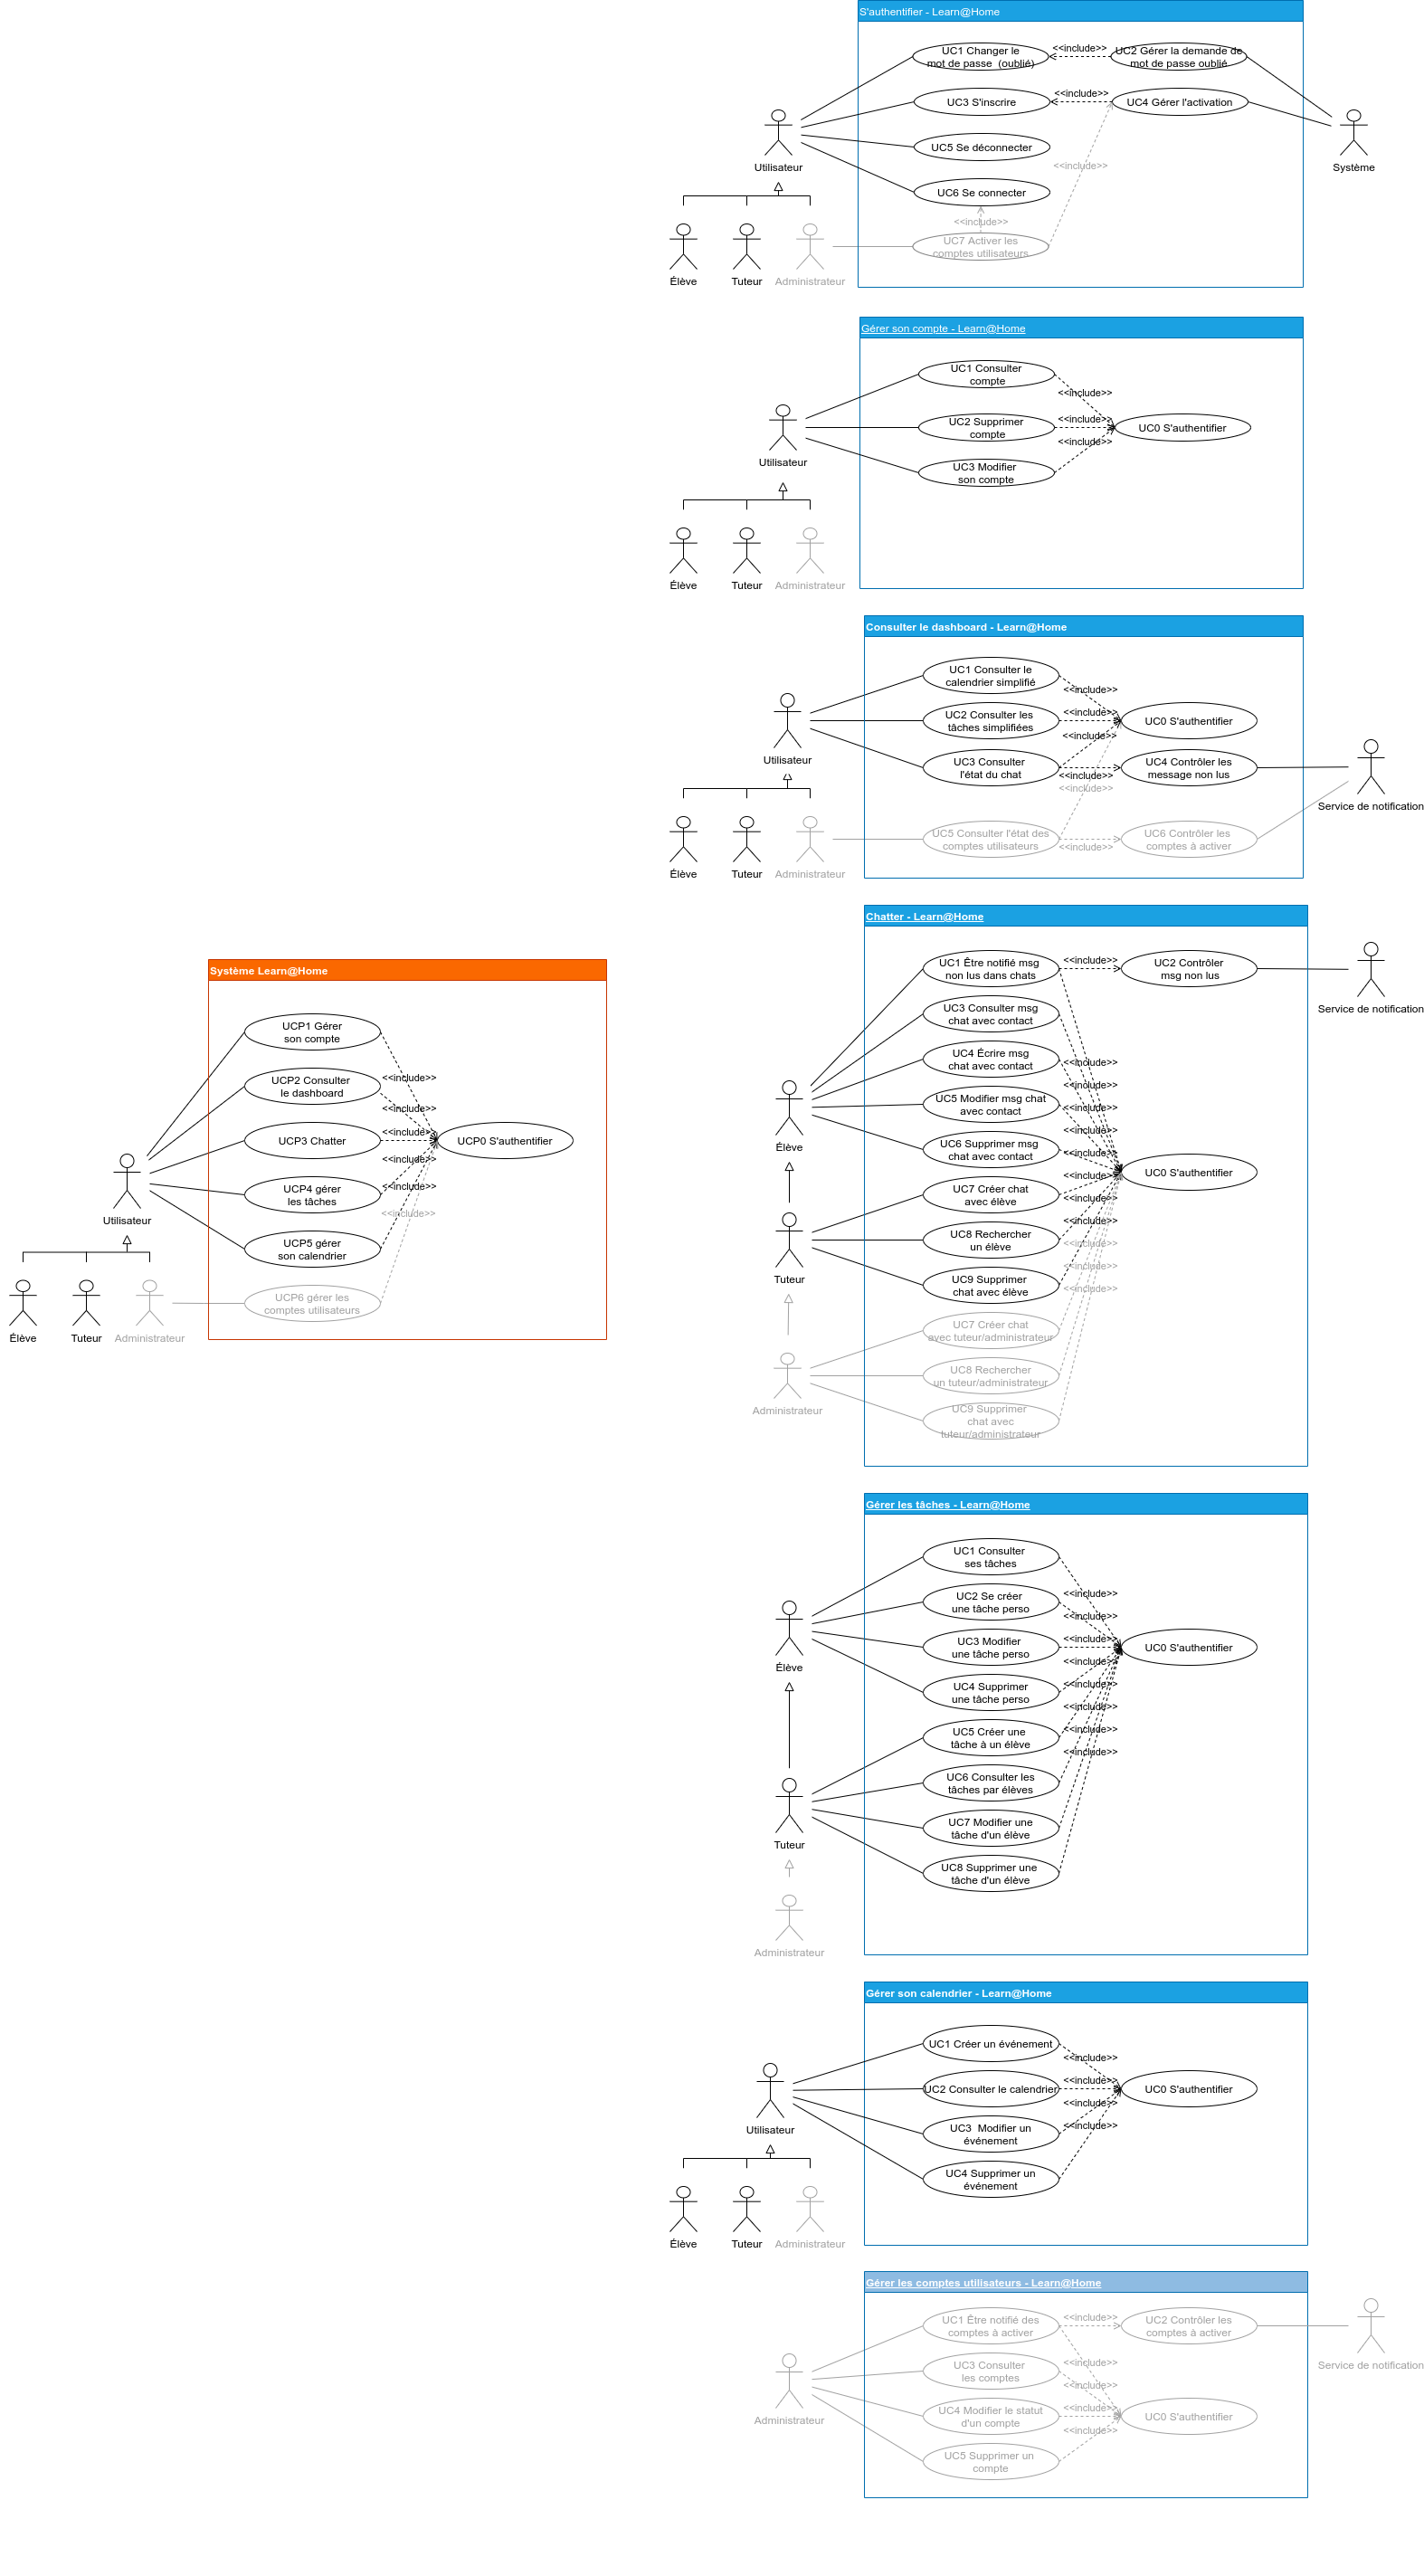 S'authentifier - Learn@Home
UC1 Changer le
mot de passe  (oublié)
<<include>>
UC2 Gérer la demande de
mot de passe oublié
UC3 S'inscrire
<<include>>
UC4 Gérer l'activation
UC5 Se déconnecter
<<include>>
UC6 Se connecter
<<include>>
UC7 Activer les
comptes utilisateurs
Utilisateur
Système
Élève
Tuteur
Administrateur
Gérer son compte - Learn@Home
UC1 Consulter
compte
<<include>>
UC2 Supprimer
compte
<<include>>
UC0 S'authentifier
<<include>>
UC3 Modifier
son compte
Utilisateur
Élève
Tuteur
Administrateur
Consulter le dashboard - Learn@Home
UC1 Consulter le
calendrier simplifié
<<include>>
UC2 Consulter les
tâches simplifiées
<<include>>
UC0 S'authentifier
<<include>>
UC3 Consulter
l'état du chat
<<include>>
<<include>>
UC4 Contrôler les
message non lus
UC5 Consulter l'état des
comptes utilisateurs
<<include>>
UC6 Contrôler les
comptes à activer
Utilisateur
Service de notification
Élève
Tuteur
Administrateur
Chatter - Learn@Home
UC1 Être notifié msg
non lus dans chats
<<include>>
UC2 Contrôler
msg non lus
Service de notification
UC3 Consulter msg
chat avec contact
UC4 Écrire msg
chat avec contact
<<include>>
<<include>>
UC5 Modifier msg chat
avec contact
<<include>>
<<include>>
UC6 Supprimer msg
chat avec contact
<<include>>
<<include>>
UC0 S'authentifier
UC7 Créer chat
avec élève
<<include>>
UC8 Rechercher
un élève
<<include>>
<<include>>
UC9 Supprimer
chat avec élève
<<include>>
UC7 Créer chat
avec tuteur/administrateur
UC8 Rechercher
un tuteur/administrateur
UC9 Supprimer
chat avec
tuteur/administrateur
Élève
Tuteur
Administrateur
Système Learn@Home
UCP1 Gérer
son compte
<<include>>
UCP2 Consulter
le dashboard
<<include>>
<<include>>
UCP3 Chatter
UCP0 S'authentifier
<<include>>
UCP4 gérer
les tâches
<<include>>
<<include>>
UCP5 gérer
son calendrier
UCP6 gérer les
comptes utilisateurs
Utilisateur
Élève
Tuteur
Administrateur
Gérer les tâches - Learn@Home
UC1 Consulter
ses tâches
<<include>>
UC2 Se créer
une tâche perso
<<include>>
<<include>>
UC3 Modifier
une tâche perso
UC0 S'authentifier
<<include>>
UC4 Supprimer
une tâche perso
<<include>>
<<include>>
UC5 Créer une
tâche à un élève
<<include>>
<<include>>
UC6 Consulter les
tâches par élèves
UC7 Modifier une
tâche d'un élève
UC8 Supprimer une
tâche d'un élève
Élève
Tuteur
Administrateur
Gérer son calendrier - Learn@Home
UC1 Créer un événement
<<include>>
<<include>>
UC2 Consulter le calendrier
UC0 S'authentifier
<<include>>
<<include>>
UC3  Modifier un
événement
UC4 Supprimer un
événement
Utilisateur
Élève
Tuteur
Administrateur
Gérer les comptes utilisateurs - Learn@Home
UC1 Être notifié des
comptes à activer
<<include>>
UC2 Contrôler les
comptes à activer
Service de notification
<<include>>
UC3 Consulter
les comptes
<<include>>
<<include>>
UC4 Modifier le statut
d'un compte
UC0 S'authentifier
<<include>>
UC5 Supprimer un
compte
Administrateur